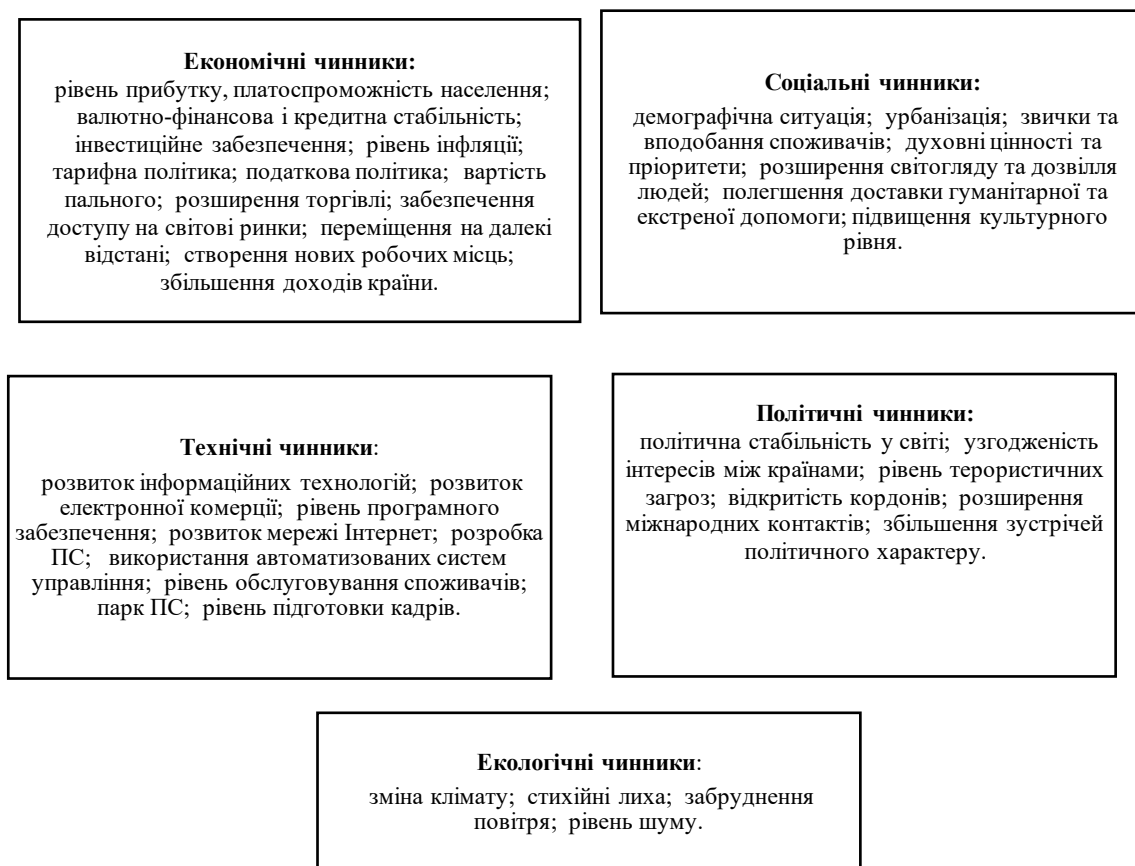 Економічні чинники:
рівень прибутку, платоспроможність населення;
валютно-фінансова і кредитна стабільність;
інвестиційне забезпечення; рівень інфляції;
тарифна політика; податкова політика; вартість
пального; розширення торгівлі; забезпечення
доступу на світові ринки; переміщення на далекі
відстані; створення нових робочих місць;
збільшення доходів країни.
Соціальні чинники:
демографічна ситуація; урбанізація; звички та
вподобання споживачів; духовні цінності та
пріоритети; розширення світогляду та дозвілля
людей; полегшення доставки гуманітарної та
екстреної допомоги; підвищення культурного
рівня.
Технічні чинники:
розвиток інформаційних технологій; розвиток
електронної комерції; рівень програмного
забезпечення; розвиток мережі Інтернет; розробка
ПС; використання автоматизованих систем
управління; рівень обслуговування споживачів;
парк ПС; рівень підготовки кадрів.
Політичні чинники:
політична стабільність у світі; узгодженість
інтересів між країнами; рівень терористичних
загроз; відкритість кордонів; розширення
міжнародних контактів; збільшення зустрічей
політичного характеру.
Екологічні чинники:
зміна клімату; стихійні лиха; забруднення
повітря; рівень шуму.